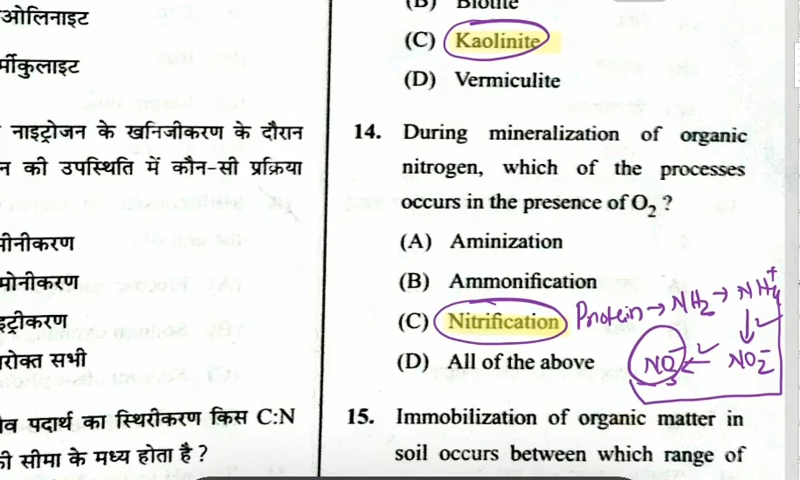 ओलिनाइट
र्मीकुलाइट
नाइट्रोजन के खनिजीकरण के दौरान
न की उपस्थिति में कौन-सी प्रक्रिया
मीनीकरण
मोनीकरण
इट्रीकरण
रोक्त सभी
पदार्थ का स्थिरीकरण किस C:N
की सीमा के मध्य होता है ?
(B) Biotite
(C) Kaolinite
(D) Vermiculite
14. During mineralization of organic
nitrogen, which of the processes
occurs in the presence of O₂ ?
(A) Aminization
(B) Ammonification
(C) Nitrification
(D) All of the above
Protein → NH₂ → NH₄⁺
↓
NO₃⁻ ← NO₂⁻
15. Immobilization of organic matter in
soil occurs between which range of